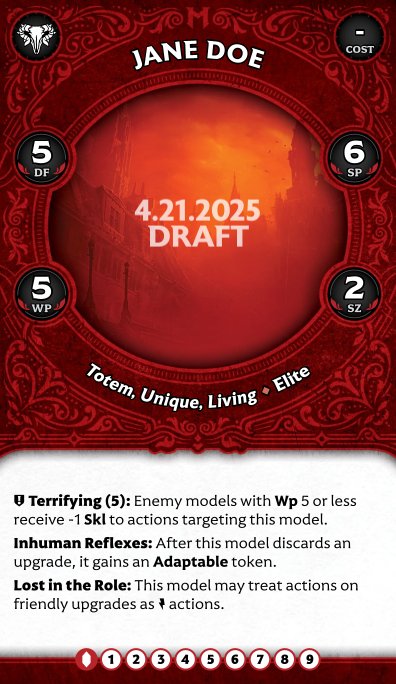 JANE DOE
-
COST
5
DF
6
SP
4.21.2025
DRAFT
5
WP
2
SZ
Totem, Unique, Living ♦ Elite
Terrifying (5): Enemy models with Wp 5 or less
receive -1 Skl to actions targeting this model.
Inhuman Reflexes: After this model discards an
upgrade, it gains an Adaptable token.
Lost in the Role: This model may treat actions on
friendly upgrades as actions.
1 2 3 4 5 6 7 8 9